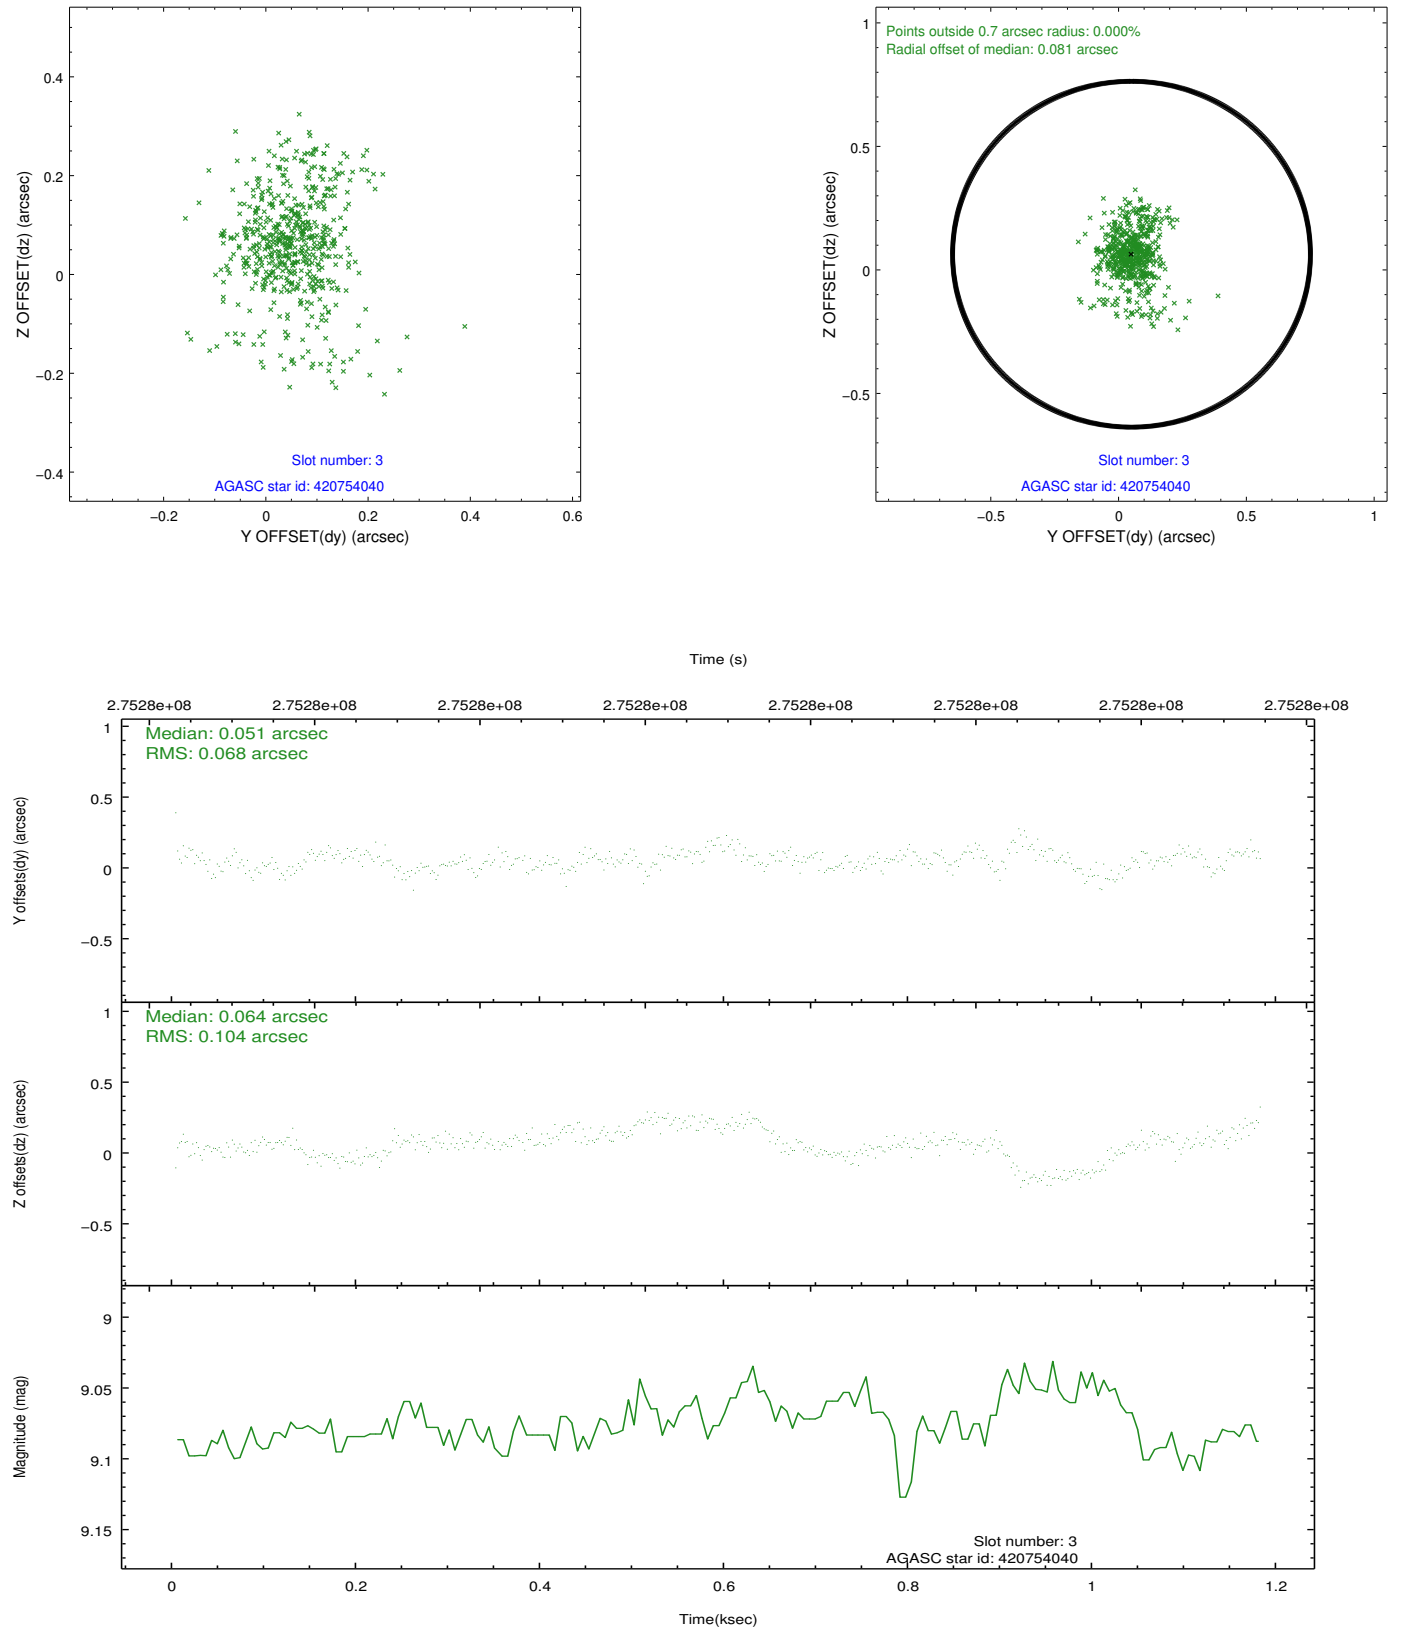 0.4
0.2
0
−0.2
−0.4
Z OFFSET(dz) (arcsec)
Slot number: 3
AGASC star id: 420754040
−0.2 0 0.2 0.4 0.6
Y OFFSET(dy) (arcsec)
Points outside 0.7 arcsec radius: 0.000%
Radial offset of median: 0.081 arcsec
1
0.5
0
−0.5
Z OFFSET(dz) (arcsec)
Slot number: 3
AGASC star id: 420754040
−0.5 0 0.5 1
Y OFFSET(dy) (arcsec)
Time (s)
2.7528e+08 2.7528e+08 2.7528e+08 2.7528e+08 2.7528e+08 2.7528e+08 2.7528e+08 2.7528e+08
Median: 0.051 arcsec
RMS: 0.068 arcsec
1
0.5
0
−0.5
Y offsets(dy) (arcsec)
Median: 0.064 arcsec
RMS: 0.104 arcsec
1
0.5
0
−0.5
Z offsets(dz) (arcsec)
9
9.05
9.1
9.15
Magnitude (mag)
Slot number: 3
AGASC star id: 420754040
0 0.2 0.4 0.6 0.8 1 1.2
Time(ksec)